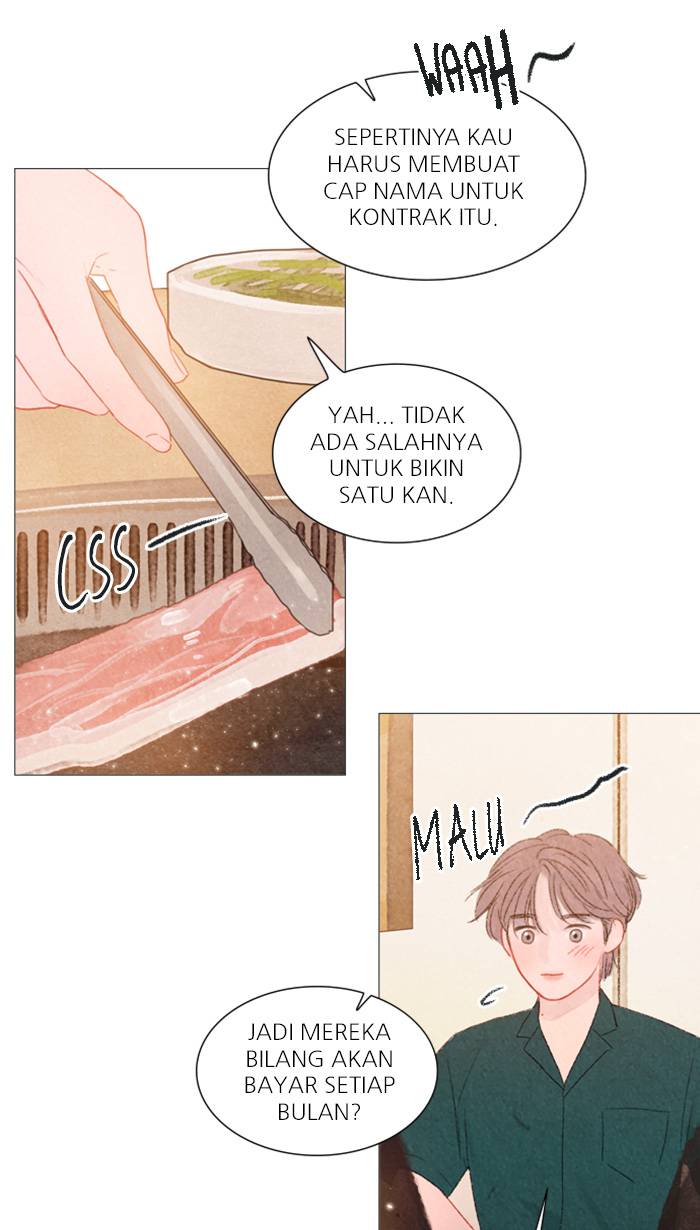 WAAH
SEPERTINYA KAU
HARUS MEMBUAT
CAP NAMA UNTUK
KONTRAK ITU.
YAH... TIDAK
ADA SALAHNYA
UNTUK BIKIN
SATU KAN.
CSS
MALU
JADI MEREKA
BILANG AKAN
BAYAR SETIAP
BULAN?